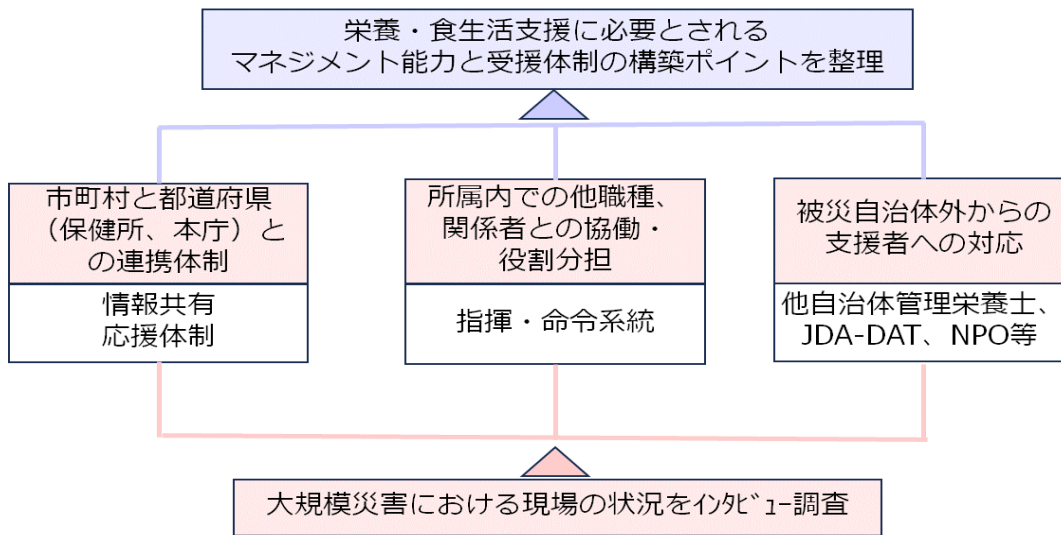 栄養・食生活支援に必要とされる
マネジメント能力と受援体制の構築ポイントを整理
市町村と都道府県
（保健所、本庁）と
の連携体制
情報共有
応援体制
所属内での他職種、
関係者との協働・
役割分担
指揮・命令系統
被災自治体外からの
支援者への対応
他自治体管理栄養士、
JDA-DAT、NPO等
大規模災害における現場の状況をｲﾝﾀﾋﾞｭｰ調査